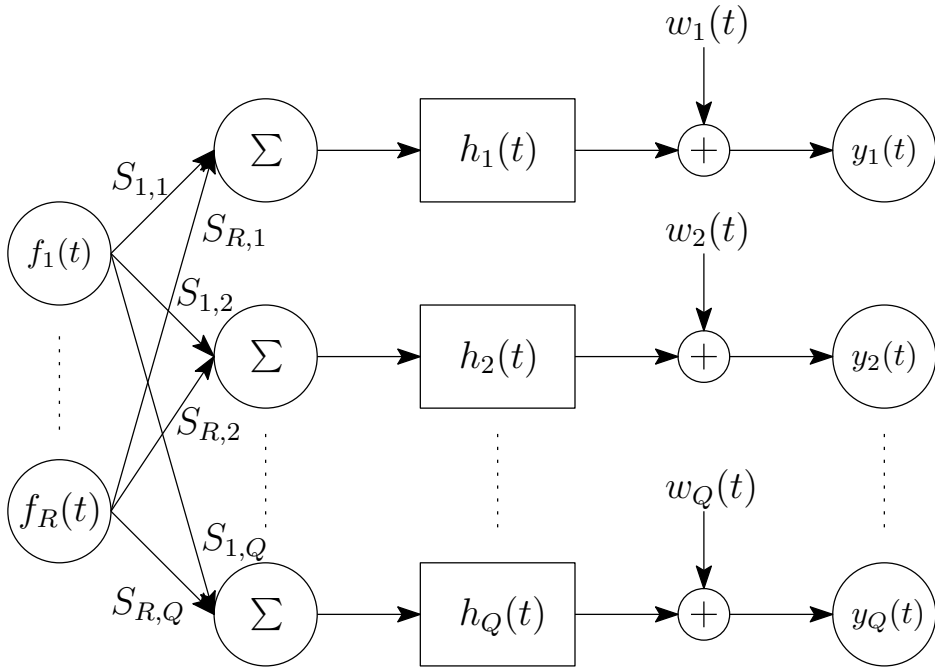 w_1(t)
S_{1,1}
Σ
h_1(t)
+
y_1(t)
f_1(t)
S_{R,1}
w_2(t)
S_{1,2}
Σ
h_2(t)
+
y_2(t)
S_{R,2}
w_Q(t)
f_R(t)
S_{1,Q}
S_{R,Q}
Σ
h_Q(t)
+
y_Q(t)